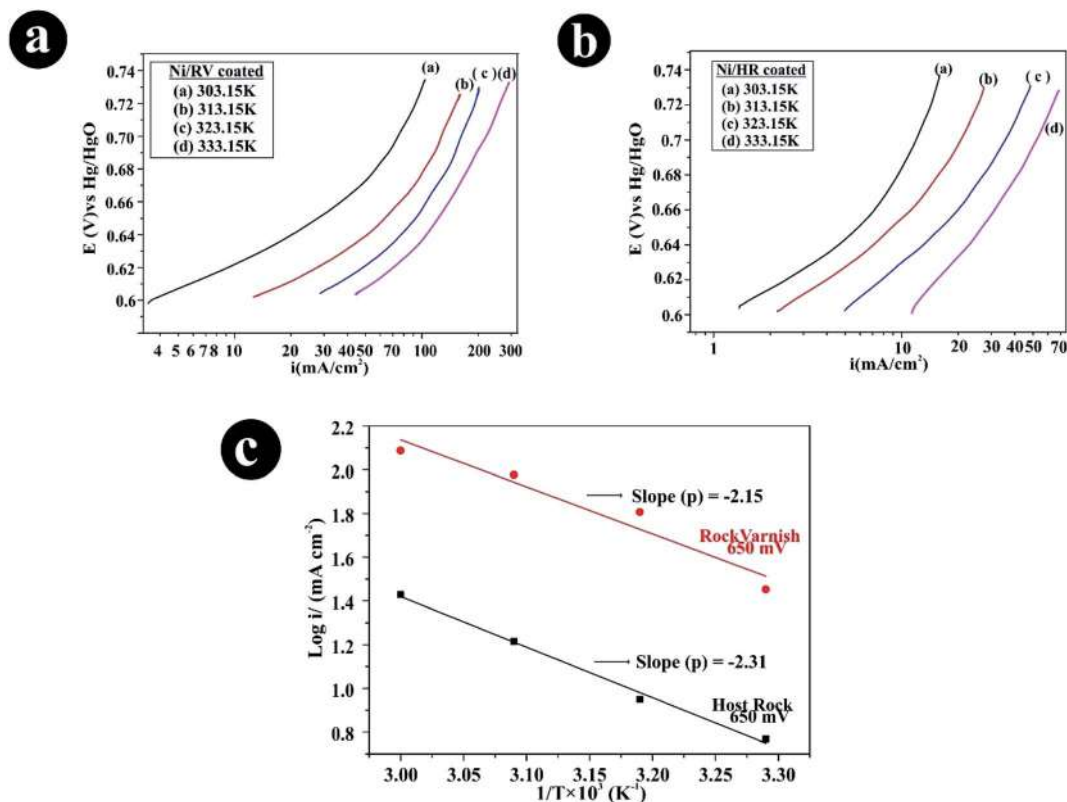 a
Ni/RV coated
(a) 303.15K
(b) 313.15K
(c) 323.15K
(d) 333.15K
(a)
(b)
( c )
(d)
0.74
0.72
0.70
0.68
0.66
0.64
0.62
0.6
E (V)vs Hg/HgO
4 5 6 7 8 10 20 30 40 50 100 200 300
i(mA/cm²)
b
Ni/HR coated
(a) 303.15K
(b) 313.15K
(c) 323.15K
(d) 333.15K
(a)
(b)
( c )
(d)
0.74
0.72
0.70
0.68
0.66
0.64
0.62
0.6
E (V)vs Hg/HgO
1 10 20 30 40 50 70
i(mA/cm²)
c
2.2
2.0
1.8
1.6
1.4
1.2
1.0
0.8
Log i/ (mA cm⁻²)
Slope (p) = -2.15
RockVarnish
650 mV
Slope (p) = -2.31
Host Rock
650 mV
3.00 3.05 3.10 3.15 3.20 3.25 3.30
1/T×10³ (K⁻¹)